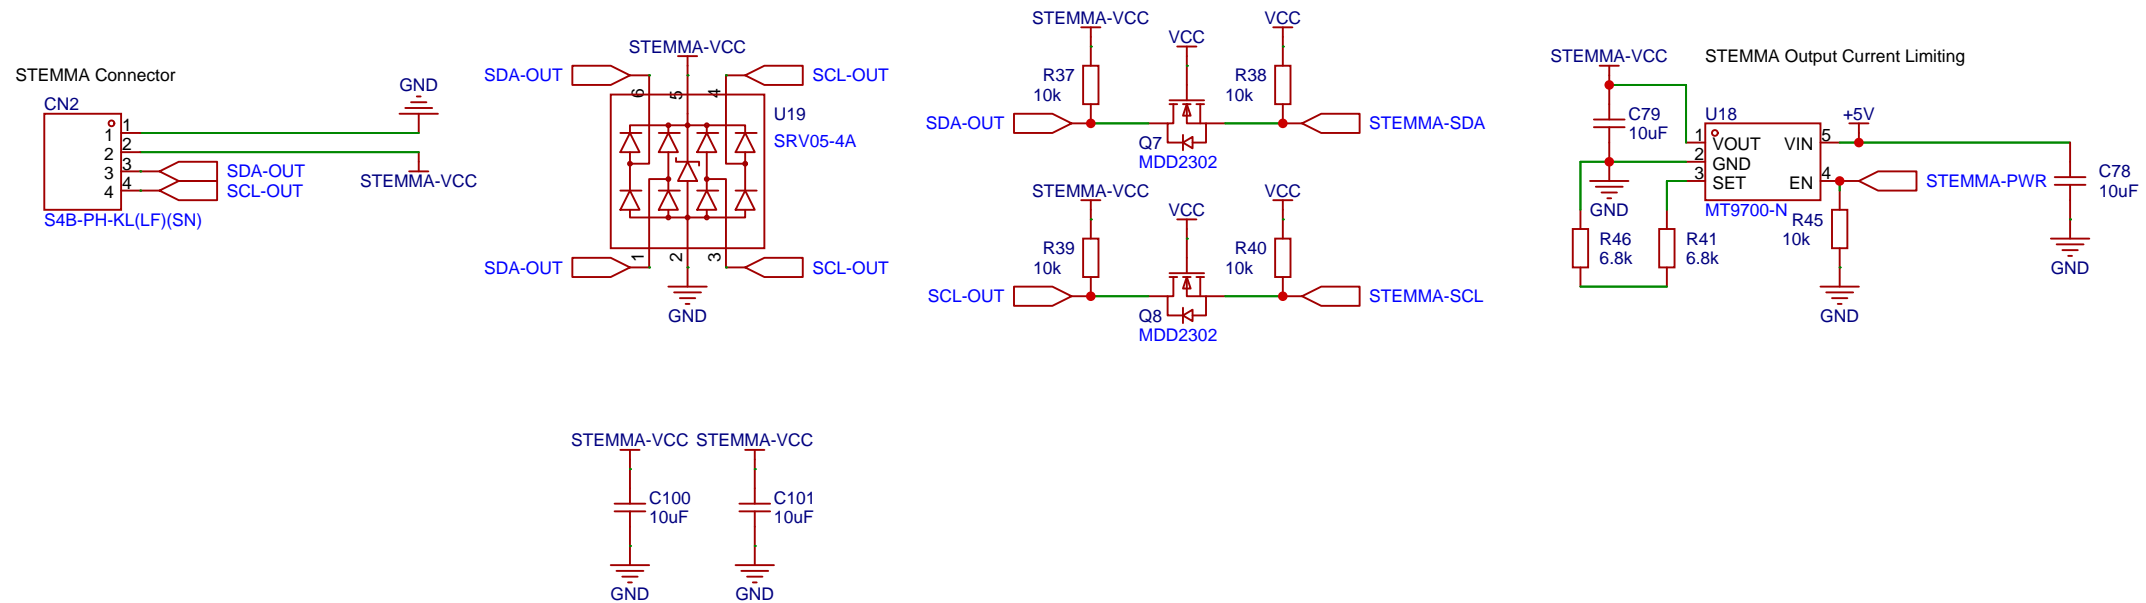 STEMMA Connector
CN2
1
2
3
4
1
2
3
4
S4B-PH-KL(LF)(SN)
GND
STEMMA-VCC
SDA-OUT
SCL-OUT
STEMMA-VCC
SDA-OUT
SCL-OUT
6
5
4
U19
SRV05-4A
SDA-OUT
SCL-OUT
1
2
3
GND
STEMMA-VCC
VCC
VCC
R37
10k
R38
10k
SDA-OUT
STEMMA-SDA
Q7
MDD2302
STEMMA-VCC
VCC
VCC
R39
10k
R40
10k
SCL-OUT
STEMMA-SCL
Q8
MDD2302
STEMMA-VCC
STEMMA Output Current Limiting
C79
10uF
U18
+5V
1
2
3
VOUT
GND
SET
VIN
EN
5
4
MT9700-N
STEMMA-PWR
C78
10uF
GND
R46
6.8k
R41
6.8k
R45
10k
GND
GND
STEMMA-VCC
STEMMA-VCC
C100
10uF
C101
10uF
GND
GND